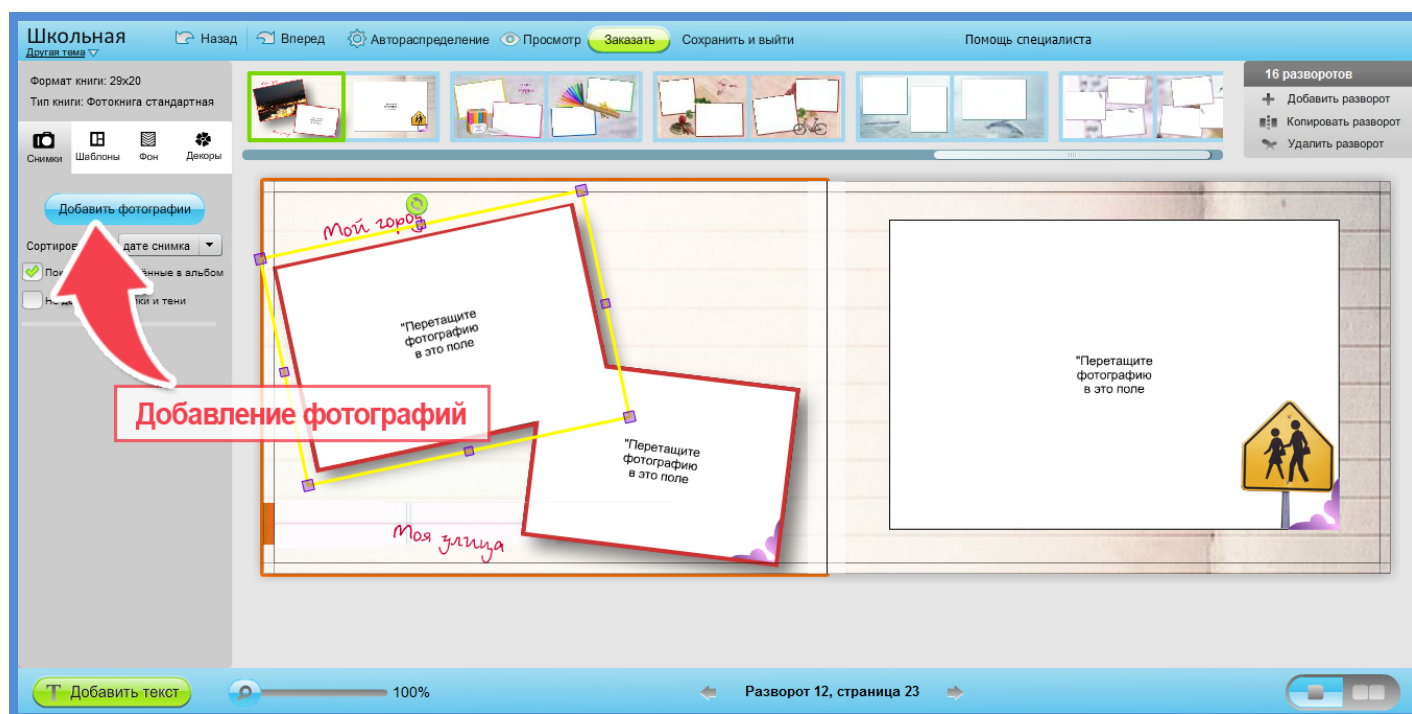 Школьная
Другая тема
Назад
Вперед
Автораспределение
Просмотр
Заказать
Сохранить и выйти
Помощь специалиста
Формат книги: 29x20
Тип книги: Фотокнига стандартная
Снимки
Шаблоны
Фон
Декоры
16 разворотов
Добавить разворот
Копировать разворот
Удалить разворот
Добавить фотографии
дате снимка
в альбом
и тени
Добавление фотографий
Мой город
"Перетащите
фотографию
в это поле
"Перетащите
фотографию
в это поле
Моя улица
"Перетащите
фотографию
в это поле
Добавить текст
100%
Разворот 12, страница 23